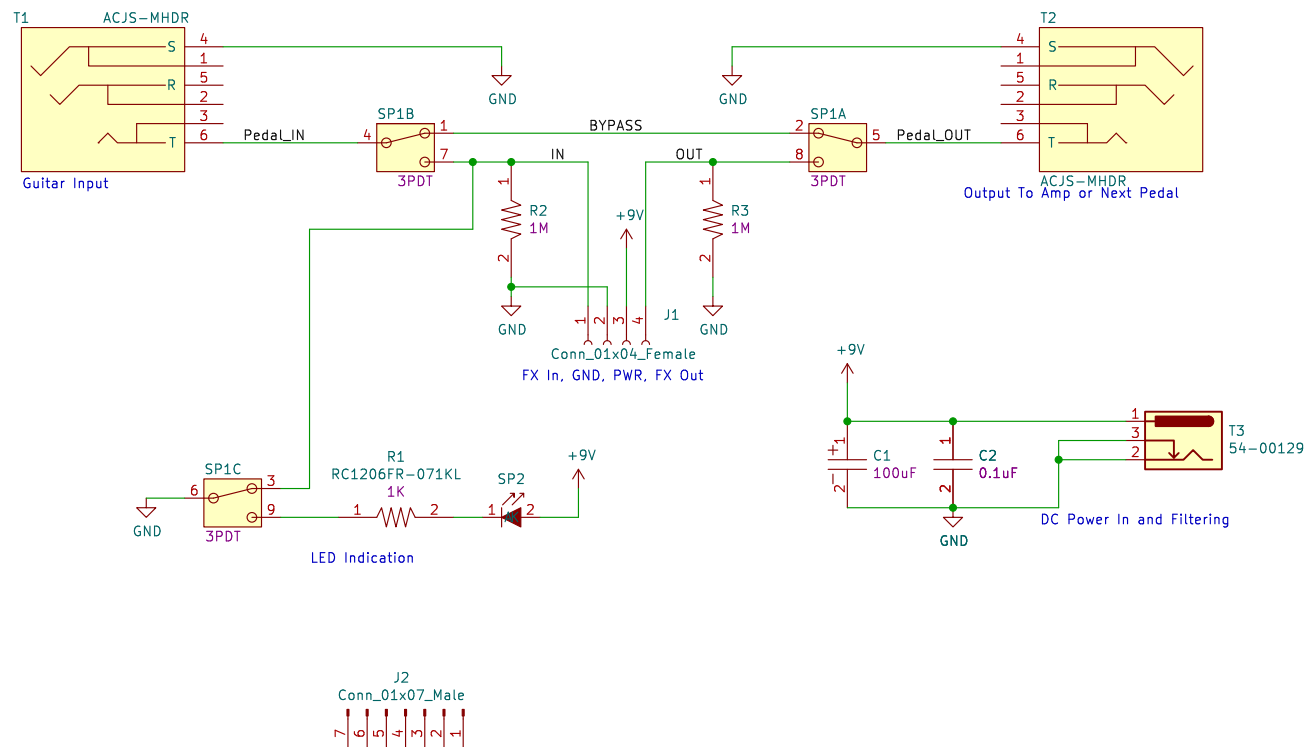 T1 ACJS-MHDR
S 4
1
R 5
2
3
T 6
Guitar Input
Pedal_IN
GND
SP1B
4
1
7
3PDT
BYPASS
IN
OUT
GND
SP1A
2
8
5
3PDT
Pedal_OUT
T2
4 S
1
5 R
2
3
6 T
ACJS-MHDR
Output To Amp or Next Pedal
1
R2
1M
2
GND
+9V
1
R3
1M
2
GND
1 2 3 4
J1
Conn_01x04_Female
FX In, GND, PWR, FX Out
SP1C
6
3
9
3PDT
GND
R1
RC1206FR-071KL
1K
1 2
SP2
1 2
+9V
LED Indication
+9V
+ 1
C1
100uF
2
1
C2
0.1uF
2
GND
1
3
2
T3
54-00129
DC Power In and Filtering
J2
Conn_01x07_Male
7 6 5 4 3 2 1